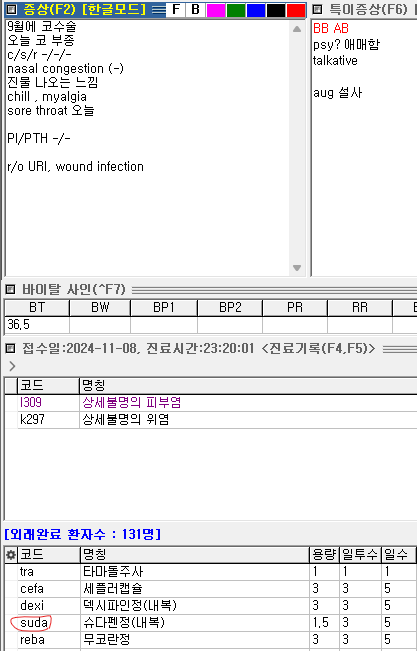 증상(F2) [한글모드] F B
특이증상(F6)
9월에 코수술
오늘 코 부종
c/s/r -/-/-
nasal congestion (-)
진물 나오는 느낌
chill , myalgia
sore throat 오늘
PI/PTH -/-
r/o URI, wound infection
BB AB
psy? 애매함
talkative
aug 설사
바이탈 사인(^F7)
BT BW BP1 BP2 PR RR
36.5
접수일:2024-11-08, 진료시간:23:20:01 <진료기록(F4,F5)>
코드 명칭
l309 상세불명의 피부염
k297 상세불명의 위염
[외래완료 환자수 : 131명]
코드 명칭 용량 일투수 일수
tra 타마돌주사 1 1 1
cefa 세플러캡슐 3 3 5
dexi 덱시파인정(내복) 3 3 5
suda 슈다펜정(내복) 1.5 3 5
reba 무코란정 3 3 5